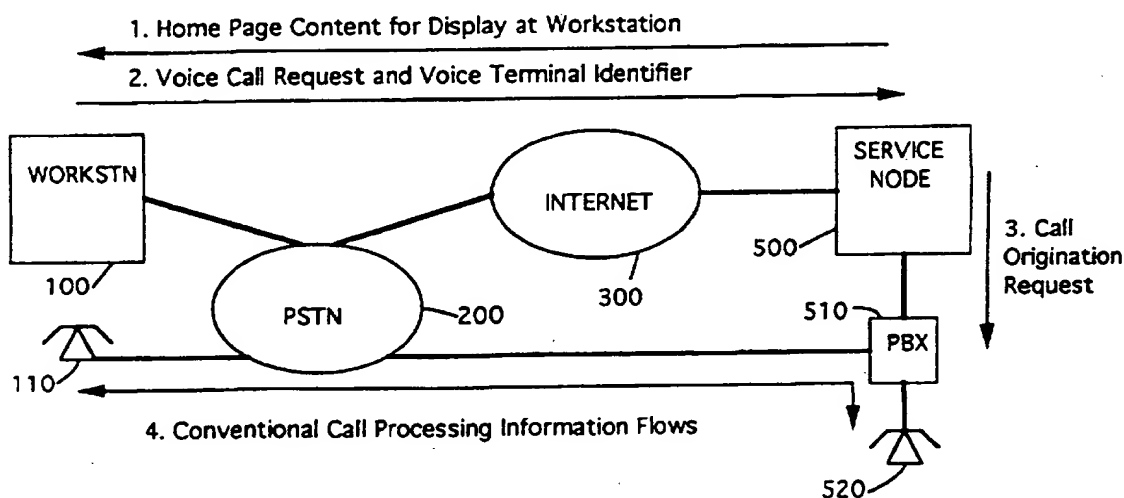 1. Home Page Content for Display at Workstation
2. Voice Call Request and Voice Terminal Identifier
WORKSTN
INTERNET
SERVICE
NODE
3. Call
Origination
Request
500
100
300
510
PSTN
200
PBX
110
4. Conventional Call Processing Information Flows
520